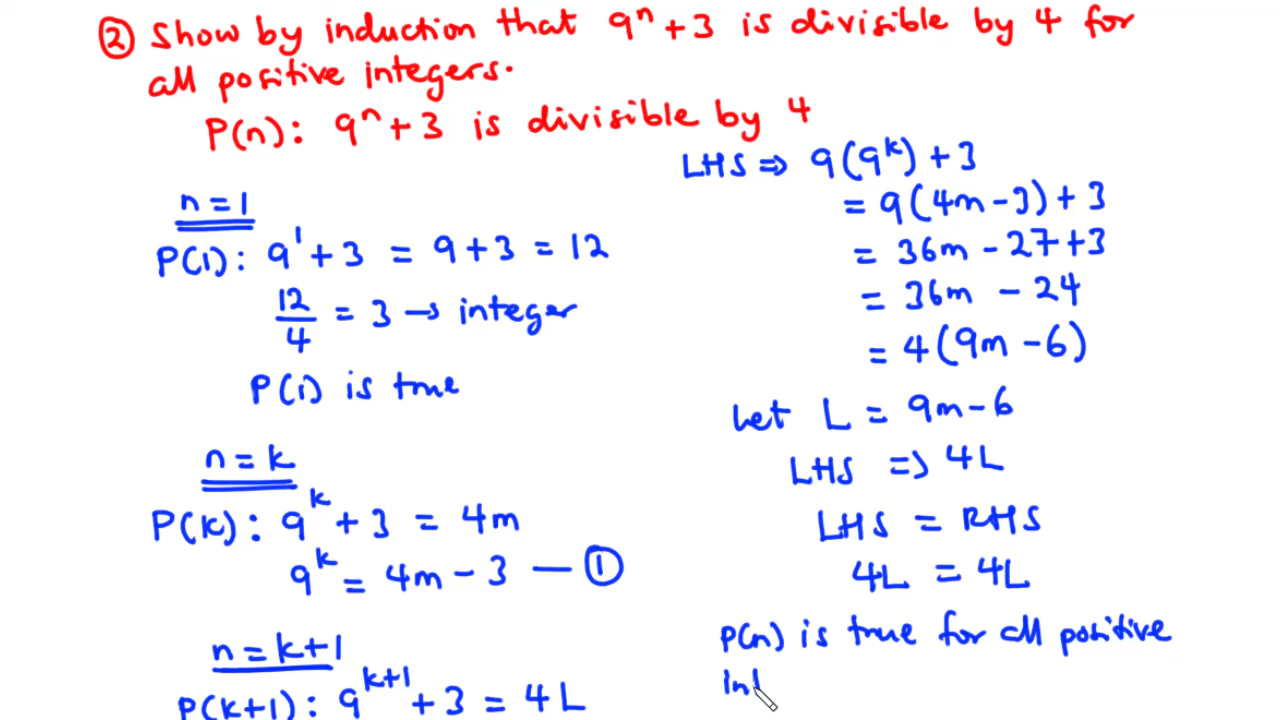 ② Show by induction that 9ⁿ + 3 is divisible by 4 for
all positive integers.
P(n): 9ⁿ + 3 is divisible by 4
n = 1
P(1): 9¹ + 3 = 9 + 3 = 12
12/4 = 3 → integer
P(1) is true
n = k
P(k): 9ᵏ + 3 = 4m
9ᵏ = 4m - 3 — ①
n = k+1
P(k+1): 9ᵏ⁺¹ + 3 = 4L
LHS ⇒ 9(9ᵏ) + 3
= 9(4m - 3) + 3
= 36m - 27 + 3
= 36m - 24
= 4(9m - 6)
Let L = 9m - 6
LHS ⇒ 4L
LHS = RHS
4L = 4L
P(n) is true for all positive